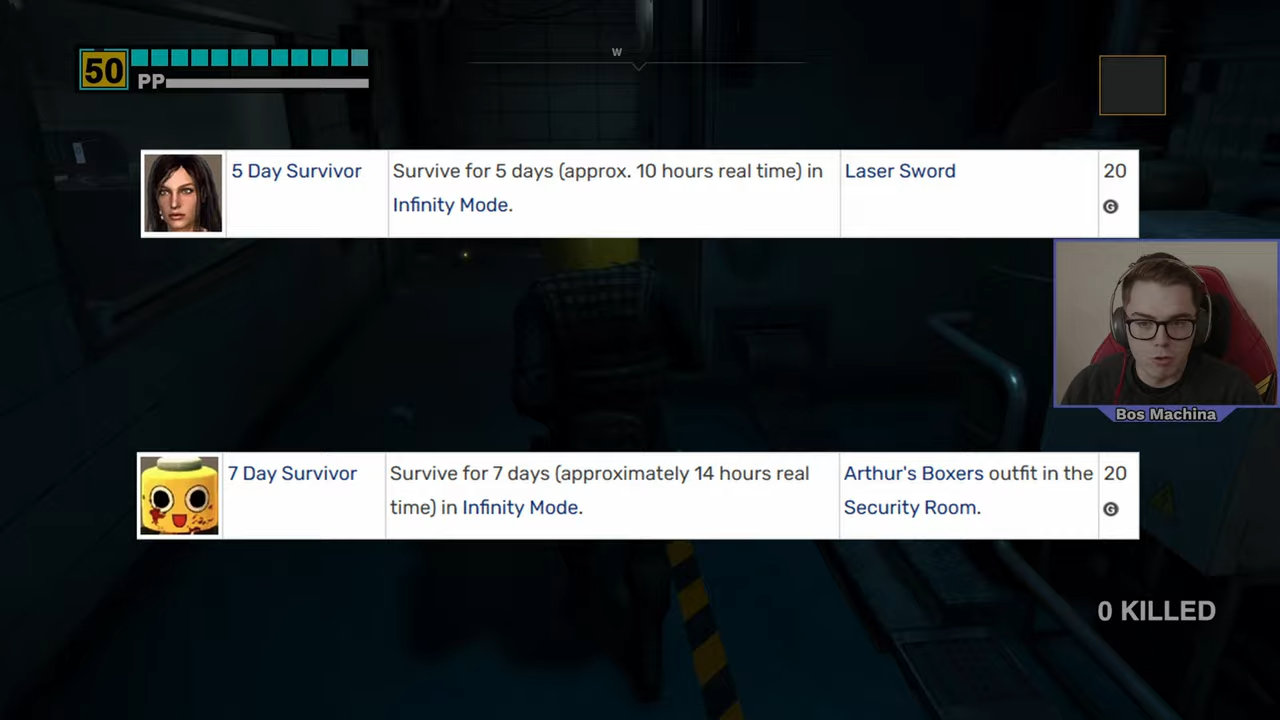 50
PP
W
5 Day Survivor
Survive for 5 days (approx. 10 hours real time) in
Infinity Mode.
Laser Sword
20
G
Bos Machina
7 Day Survivor
Survive for 7 days (approximately 14 hours real
time) in Infinity Mode.
Arthur's Boxers outfit in the
Security Room.
20
G
0 KILLED